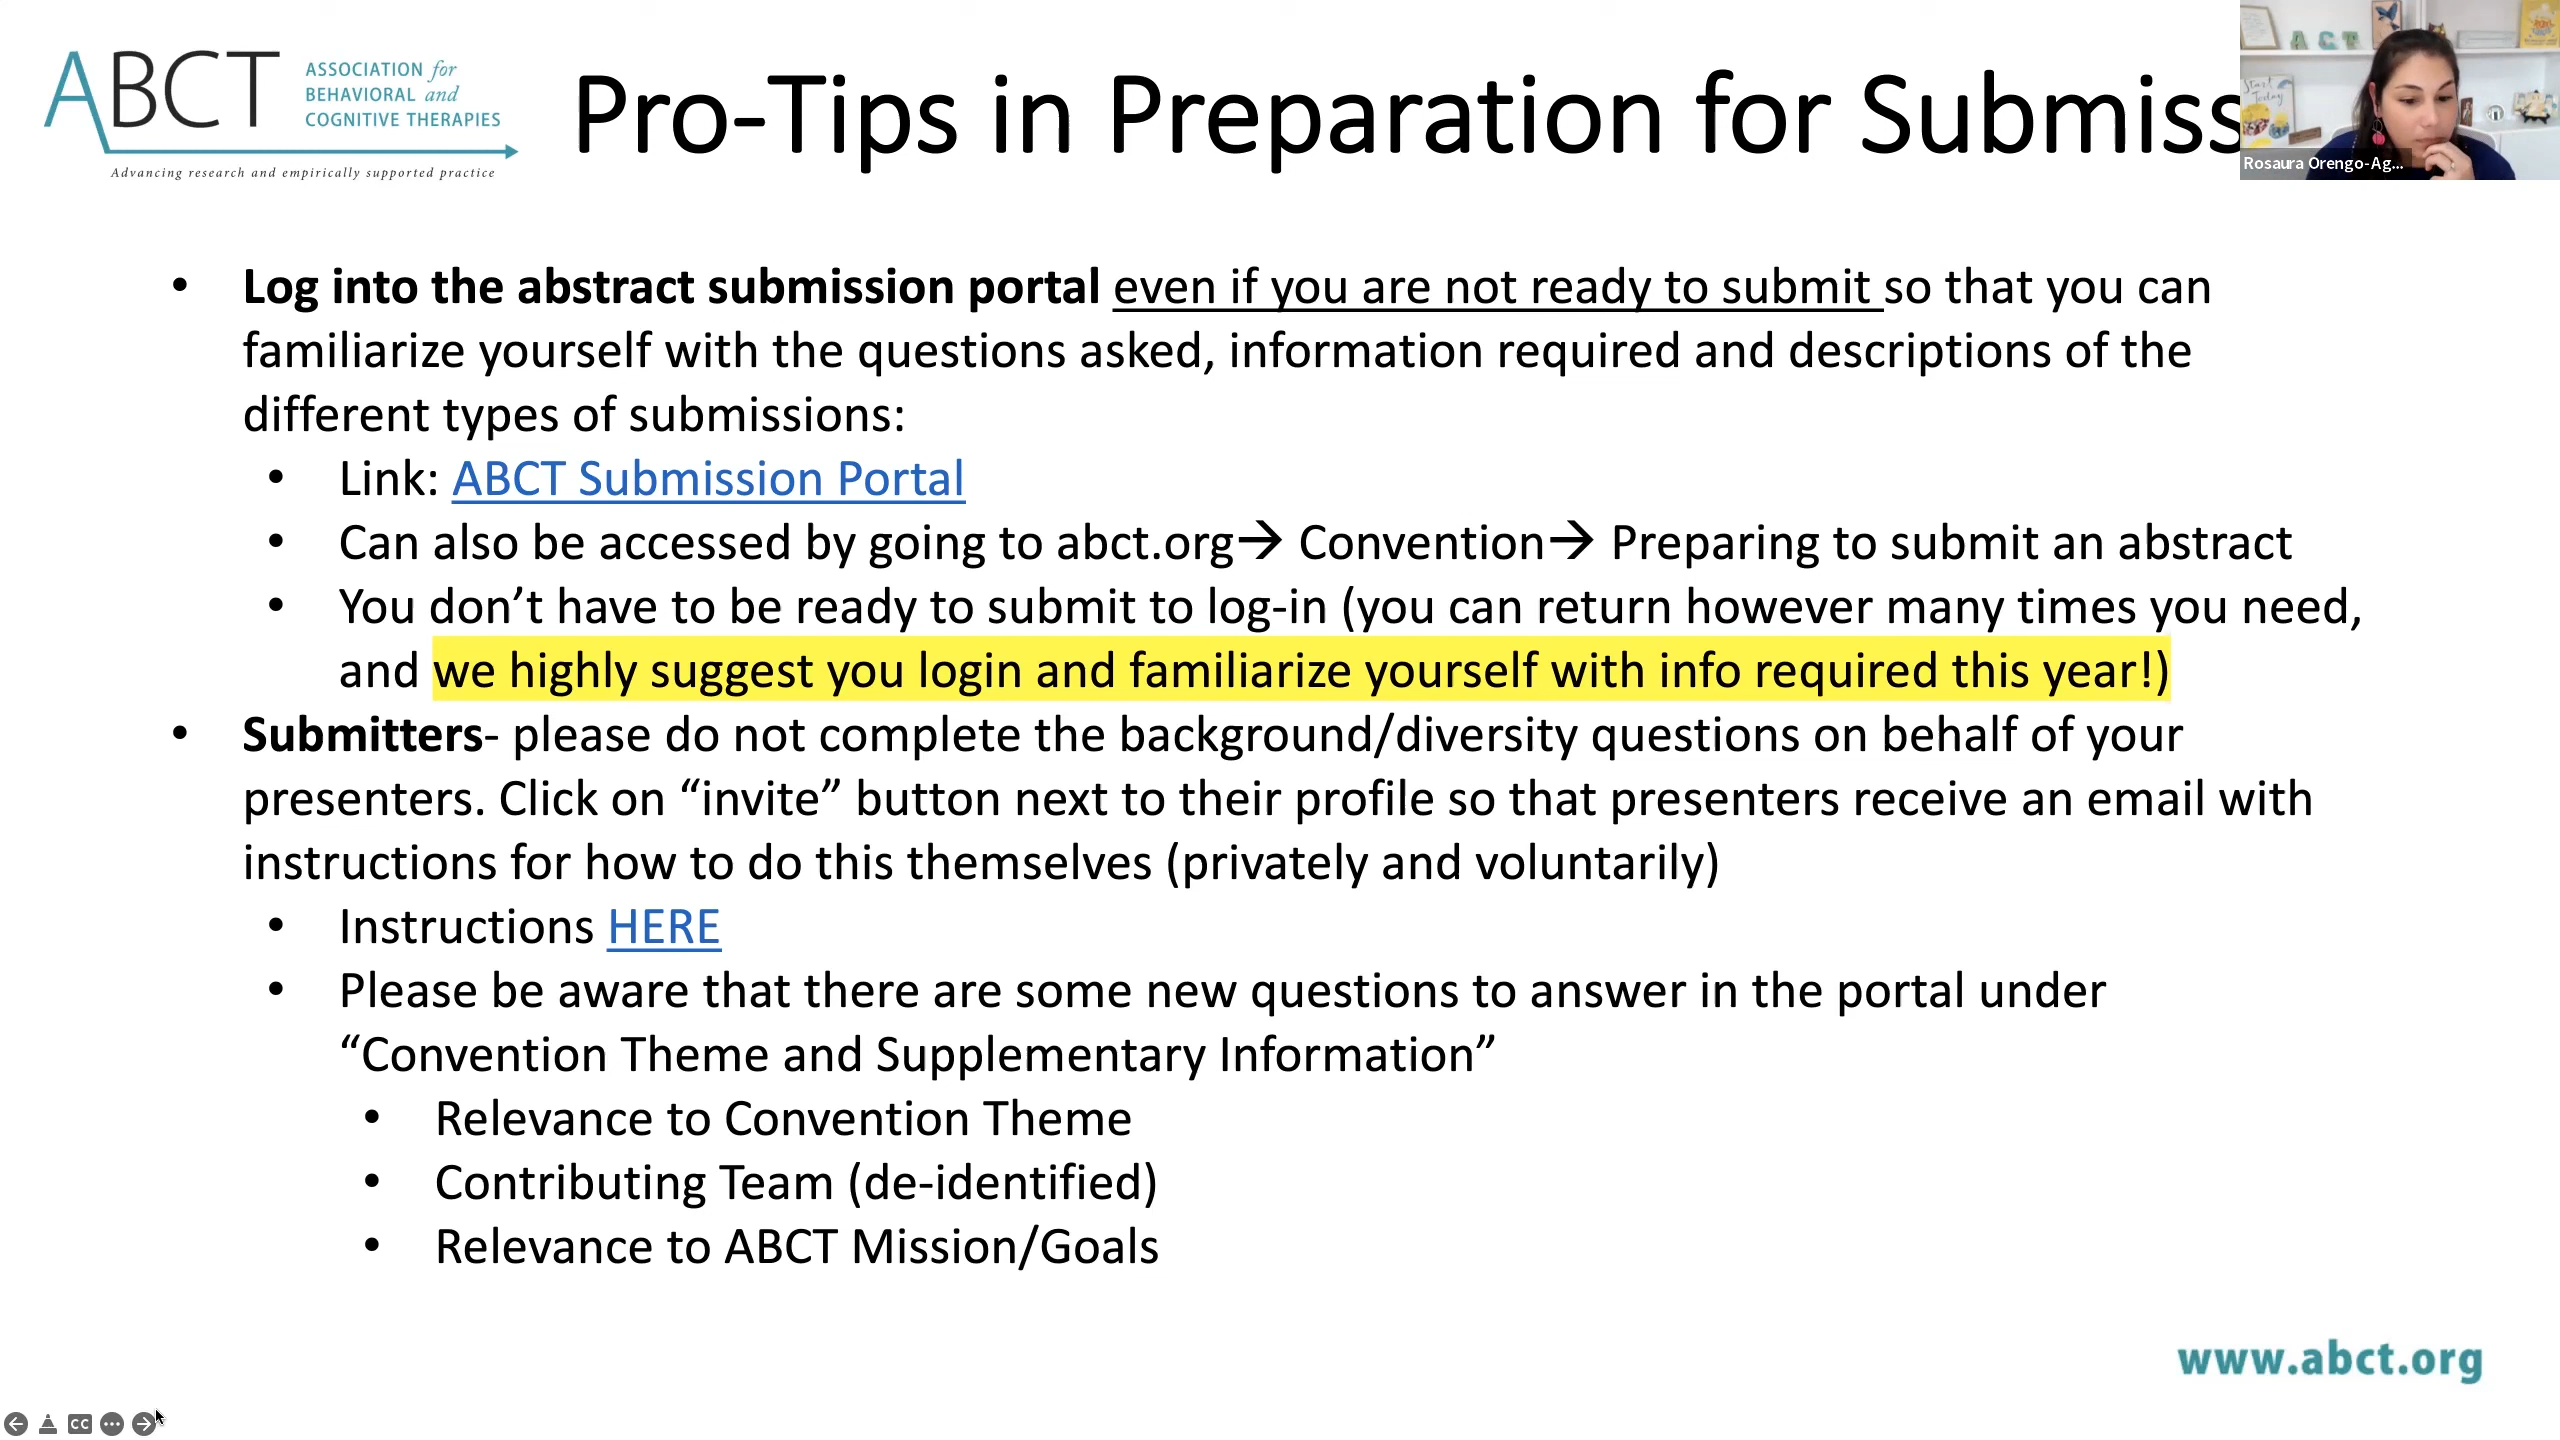 ABCT
ASSOCIATION for
BEHAVIORAL and
COGNITIVE THERAPIES
Advancing research and empirically supported practice
Pro-Tips in Preparation for Submiss
ACT
Start
Today
Rosaura Orengo-Ag...
• Log into the abstract submission portal even if you are not ready to submit so that you can
familiarize yourself with the questions asked, information required and descriptions of the
different types of submissions:
• Link: ABCT Submission Portal
• Can also be accessed by going to abct.org→ Convention→ Preparing to submit an abstract
• You don’t have to be ready to submit to log-in (you can return however many times you need,
and we highly suggest you login and familiarize yourself with info required this year!)
• Submitters- please do not complete the background/diversity questions on behalf of your
presenters. Click on “invite” button next to their profile so that presenters receive an email with
instructions for how to do this themselves (privately and voluntarily)
• Instructions HERE
• Please be aware that there are some new questions to answer in the portal under
“Convention Theme and Supplementary Information”
• Relevance to Convention Theme
• Contributing Team (de-identified)
• Relevance to ABCT Mission/Goals
www.abct.org
CC